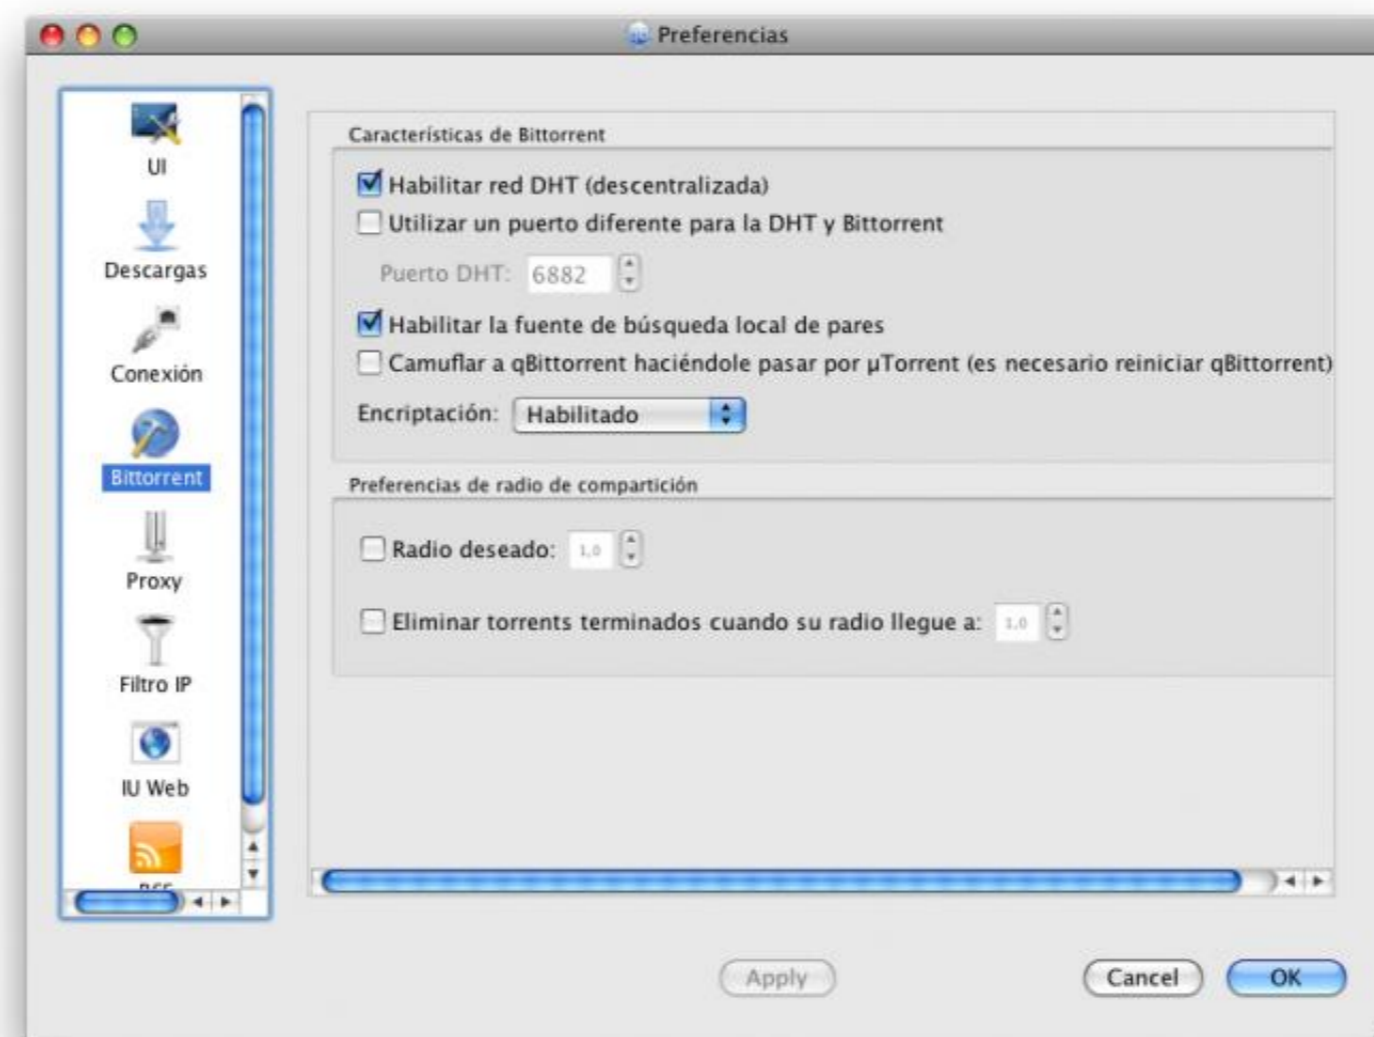 Preferencias
UI
Descargas
Conexión
Bittorrent
Proxy
Filtro IP
IU Web
Características de Bittorrent
Habilitar red DHT (descentralizada)
Utilizar un puerto diferente para la DHT y Bittorrent
Puerto DHT: 6882
Habilitar la fuente de búsqueda local de pares
Camuflar a qBittorrent haciéndole pasar por µTorrent (es necesario reiniciar qBittorrent)
Encriptación: Habilitado
Preferencias de radio de compartición
Radio deseado: 1,0
Eliminar torrents terminados cuando su radio llegue a: 1,0
Apply
Cancel
OK